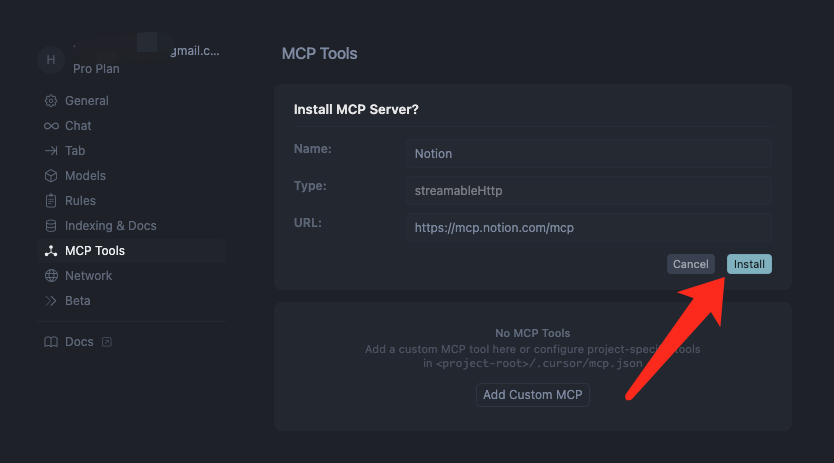 H
gmail.c...
Pro Plan
General
Chat
Tab
Models
Rules
Indexing & Docs
MCP Tools
Network
Beta
Docs
MCP Tools
Install MCP Server?
Name:
Notion
Type:
streamableHttp
URL:
https://mcp.notion.com/mcp
Cancel
Install
No MCP Tools
Add a custom MCP tool here or configure project-specific tools
in <project-root>/.cursor/mcp.json
Add Custom MCP